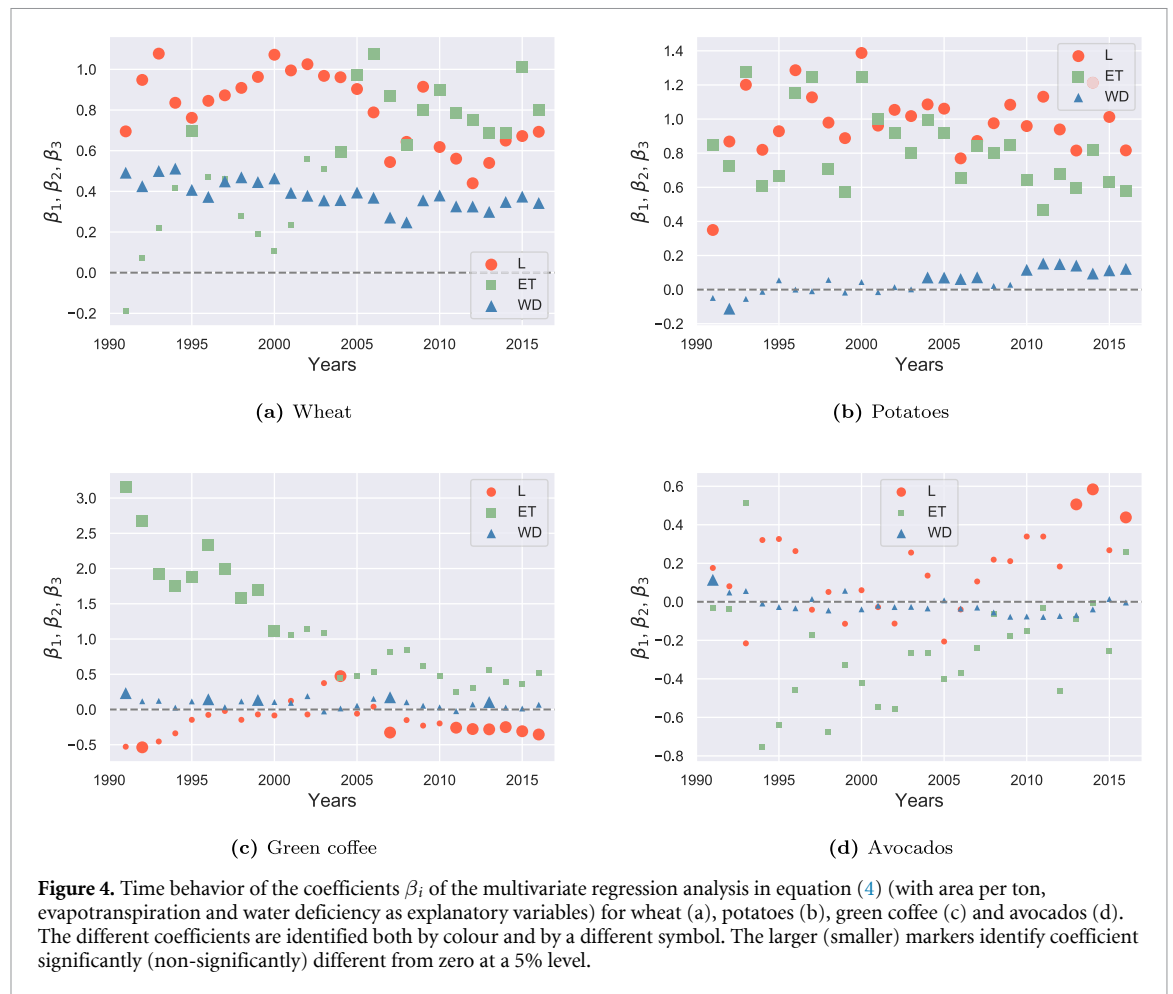 1.0
0.8
0.6
0.4
0.2
0.0
−0.2
β1, β2, β3
L
ET
WD
1990 1995 2000 2005 2010 2015
Years
(a) Wheat
1.4
1.2
1.0
0.8
0.6
0.4
0.2
0.0
−0.2
β1, β2, β3
L
ET
WD
1990 1995 2000 2005 2010 2015
Years
(b) Potatoes
3.0
2.5
2.0
1.5
1.0
0.5
0.0
−0.5
β1, β2, β3
L
ET
WD
1990 1995 2000 2005 2010 2015
Years
(c) Green coffee
0.6
0.4
0.2
0.0
−0.2
−0.4
−0.6
−0.8
β1, β2, β3
L
ET
WD
1990 1995 2000 2005 2010 2015
Years
(d) Avocados
Figure 4. Time behavior of the coefficients βi of the multivariate regression analysis in equation (4) (with area per ton,
evapotranspiration and water deficiency as explanatory variables) for wheat (a), potatoes (b), green coffee (c) and avocados (d).
The different coefficients are identified both by colour and by a different symbol. The larger (smaller) markers identify coefficient
significantly (non-significantly) different from zero at a 5% level.